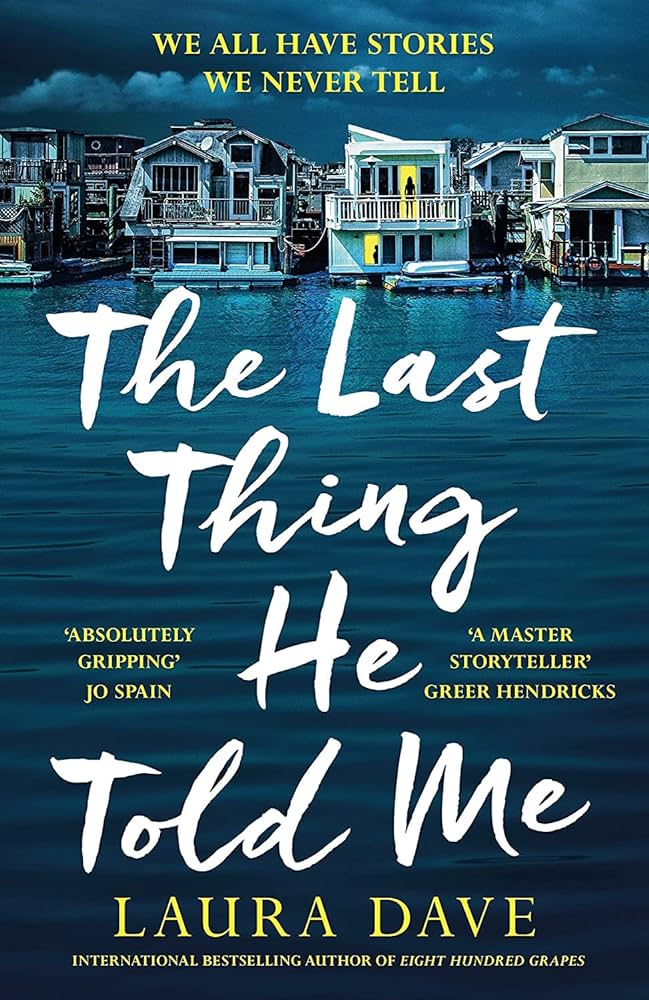 WE ALL HAVE STORIES
WE NEVER TELL
The Last
Thing
He
Told Me
‘ABSOLUTELY
GRIPPING’
JO SPAIN
‘A MASTER
STORYTELLER’
GREER HENDRICKS
LAURA DAVE
INTERNATIONAL BESTSELLING AUTHOR OF EIGHT HUNDRED GRAPES